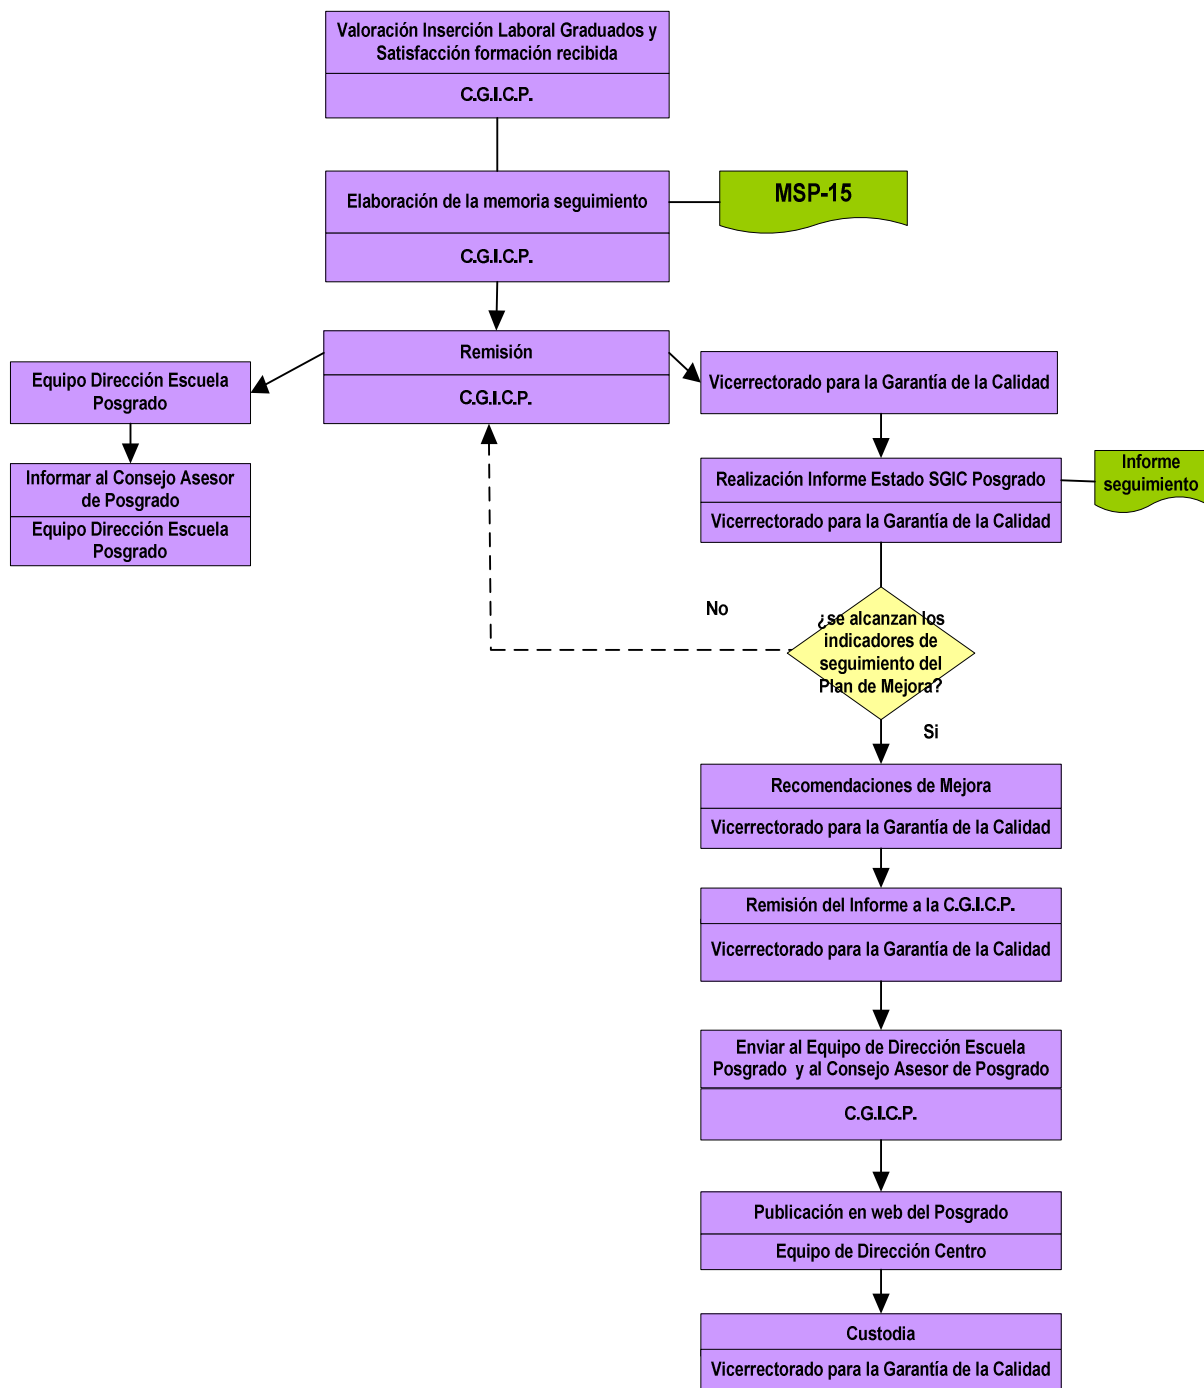 Valoración Inserción Laboral Graduados y
Satisfacción formación recibida
C.G.I.C.P.
Elaboración de la memoria seguimiento
C.G.I.C.P.
MSP-15
Remisión
C.G.I.C.P.
Equipo Dirección Escuela
Posgrado
Informar al Consejo Asesor
de Posgrado
Equipo Dirección Escuela
Posgrado
Vicerrectorado para la Garantía de la Calidad
Realización Informe Estado SGIC Posgrado
Vicerrectorado para la Garantía de la Calidad
Informe
seguimiento
¿se alcanzan los
indicadores de
seguimiento del
Plan de Mejora?
No
Si
Recomendaciones de Mejora
Vicerrectorado para la Garantía de la Calidad
Remisión del Informe a la C.G.I.C.P.
Vicerrectorado para la Garantía de la Calidad
Enviar al Equipo de Dirección Escuela
Posgrado y al Consejo Asesor de Posgrado
C.G.I.C.P.
Publicación en web del Posgrado
Equipo de Dirección Centro
Custodia
Vicerrectorado para la Garantía de la Calidad